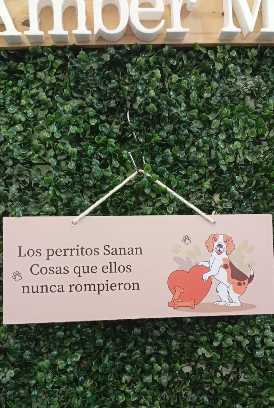 Amber M
Los perritos Sanan
Cosas que ellos
nunca rompieron